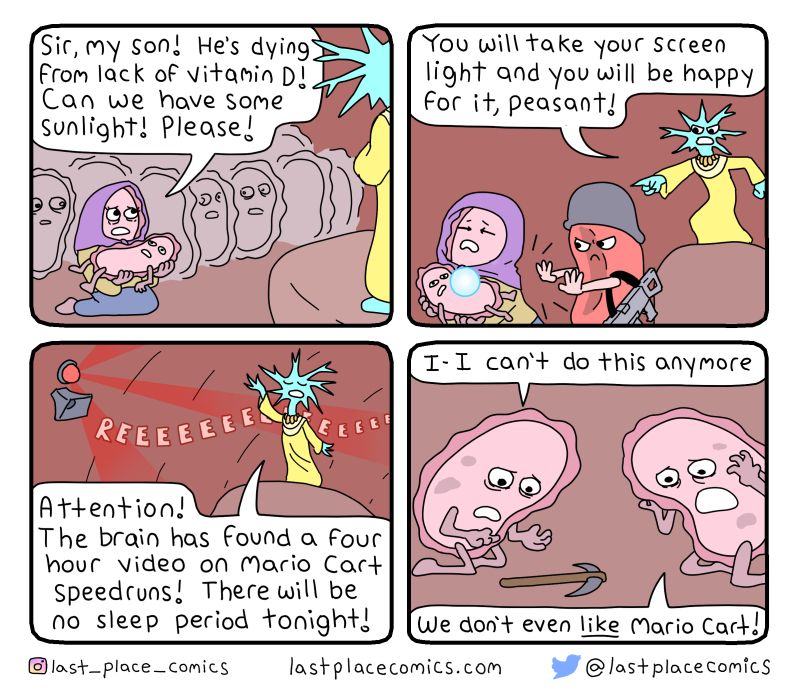 Sir, my son! He's dying
from lack of vitamin D!
Can we have some
sunlight! Please!
You will take your screen
light and you will be happy
for it, peasant!
REEEEEEEEEEEEE
Attention!
The brain has found a four
hour video on Mario Cart
speedruns! There will be
no sleep period tonight!
I-I can't do this anymore
We don't even like Mario Cart!
last_place_comics
lastplacecomics.com
@lastplacecomics